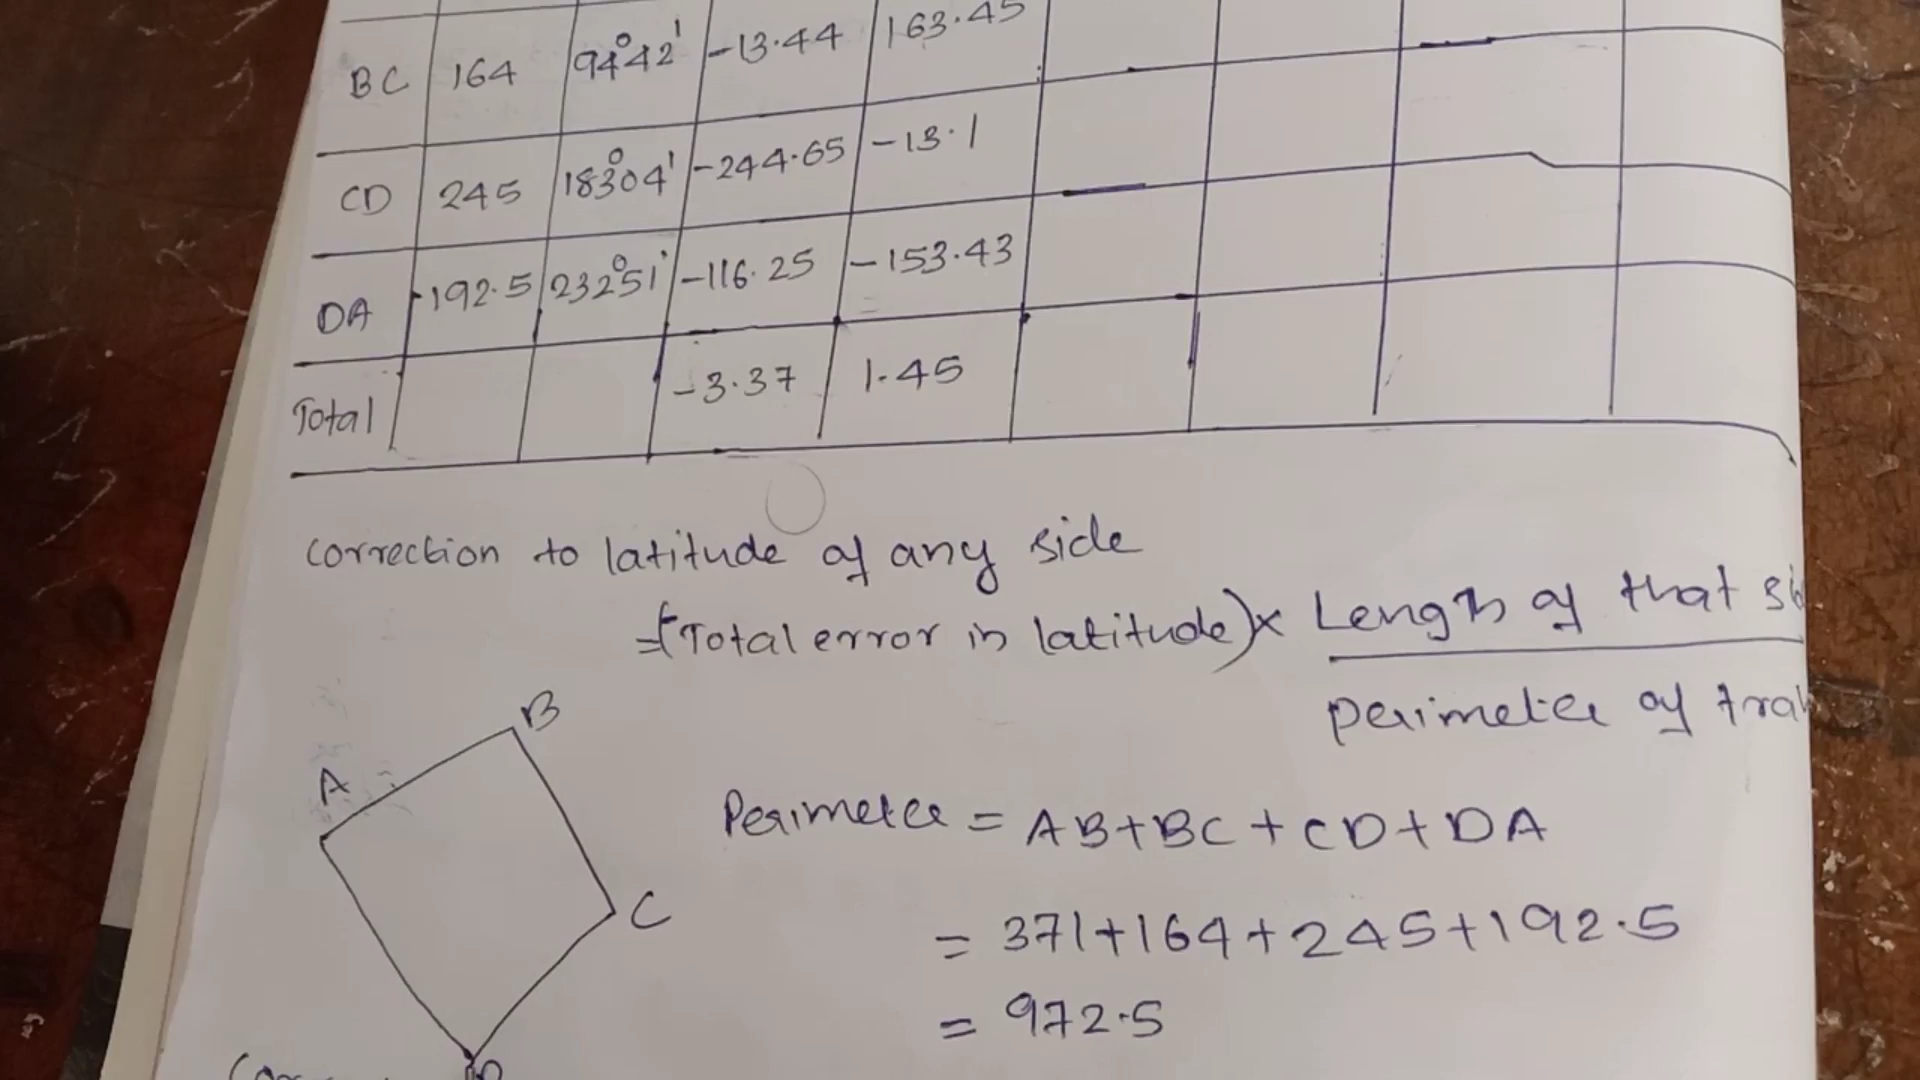 BC 164 94°42' -13.44 163.45
CD 245 183°04' -244.65 -13.1
DA 192.5 232°51' -116.25 -153.43
Total -3.37 1.45
correction to latitude of any side
=-(Total error in latitude) x Length of that si
perimeter of tra
A
B
C
D
Perimeter = AB+BC+CD+DA
= 371+164+245+192.5
= 972.5